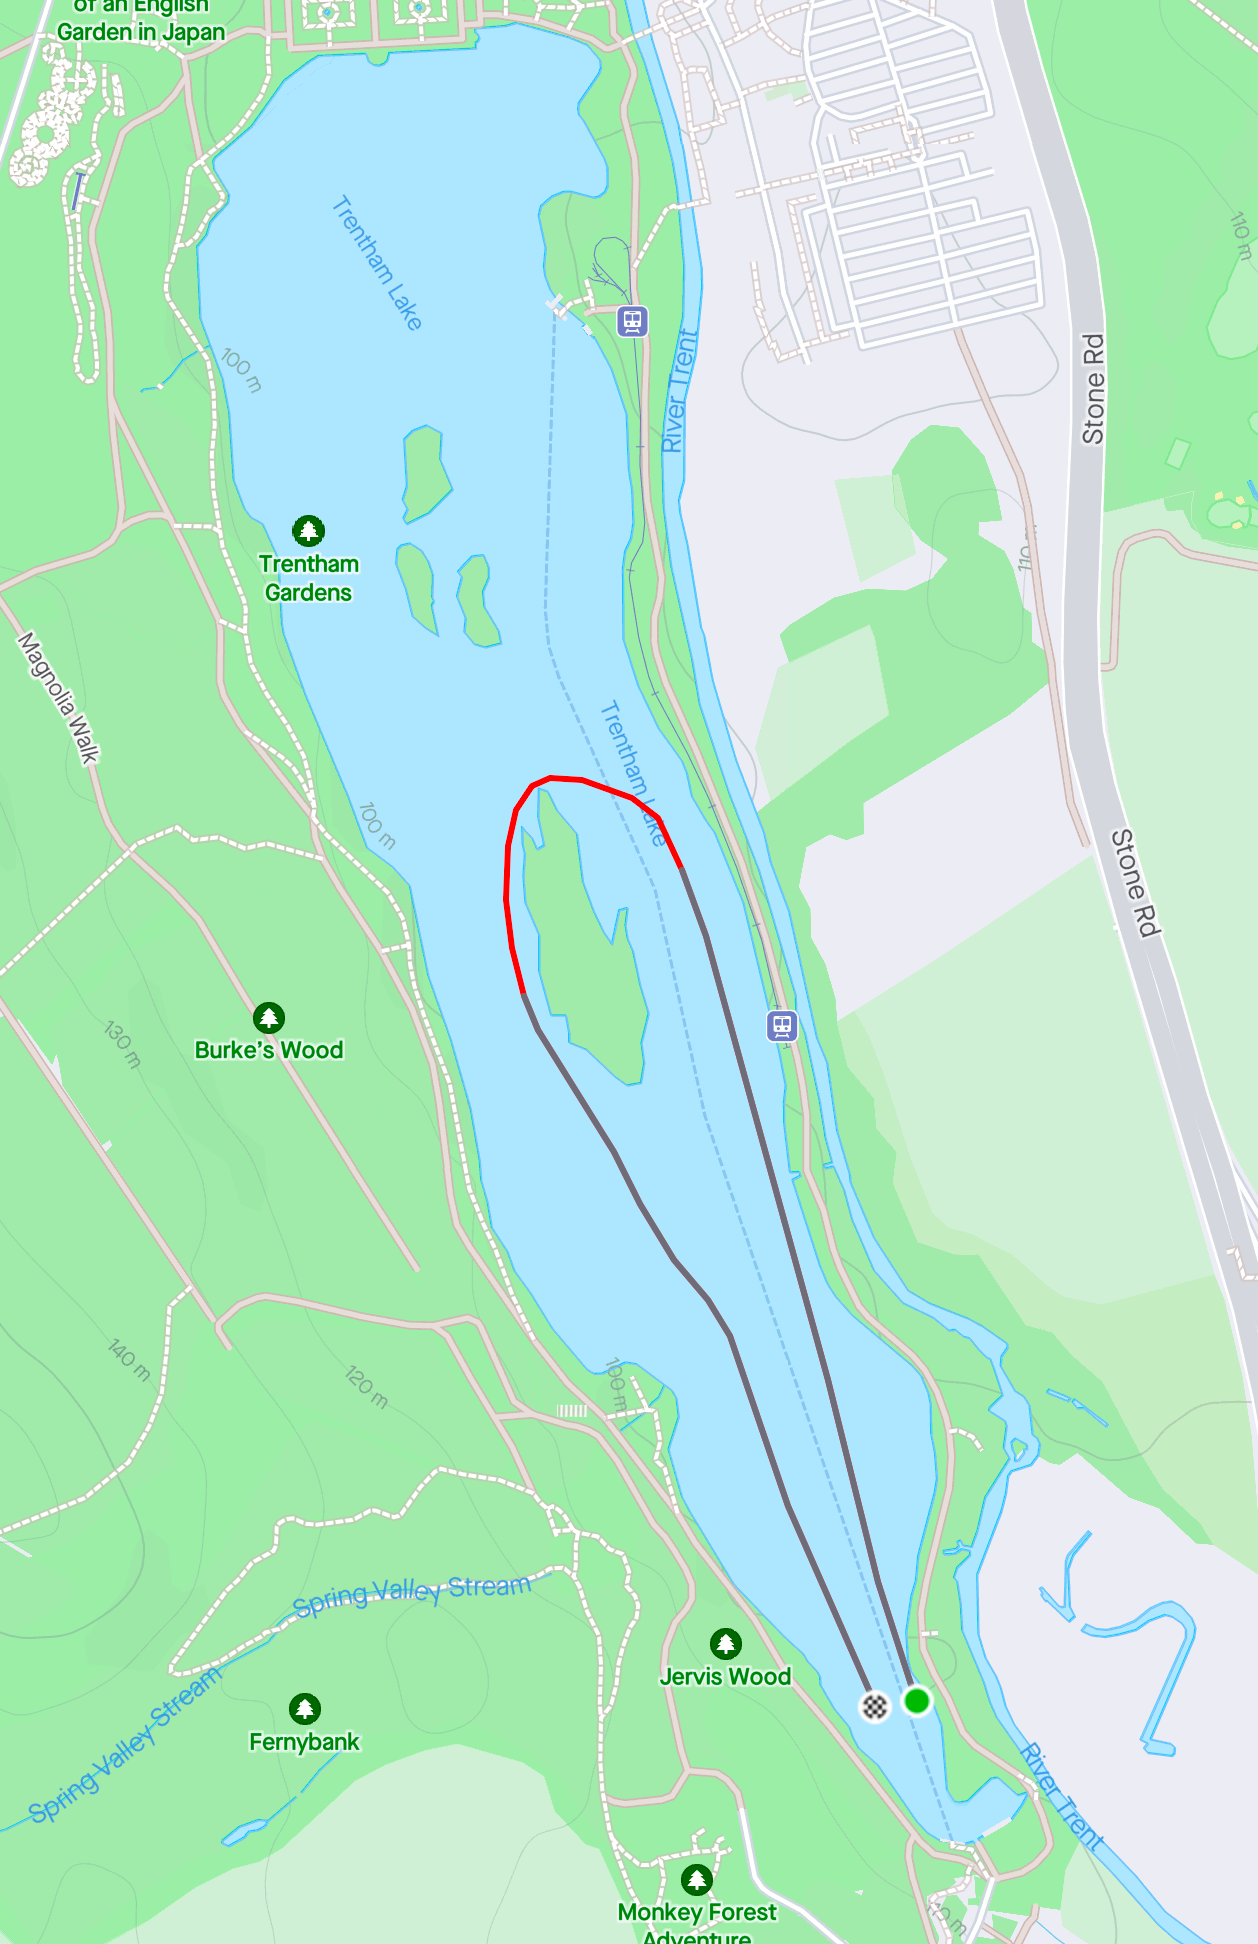 of an English
Garden in Japan
Trentham Lake
110 m
River Trent
Stone Rd
100 m
Trentham
Gardens
110 m
Magnolia Walk
Trentham Lake
100 m
Stone Rd
Burke's Wood
130 m
140 m
120 m
100 m
Spring Valley Stream
Jervis Wood
Spring Valley Stream
Fernybank
River Trent
Monkey Forest
Adventure